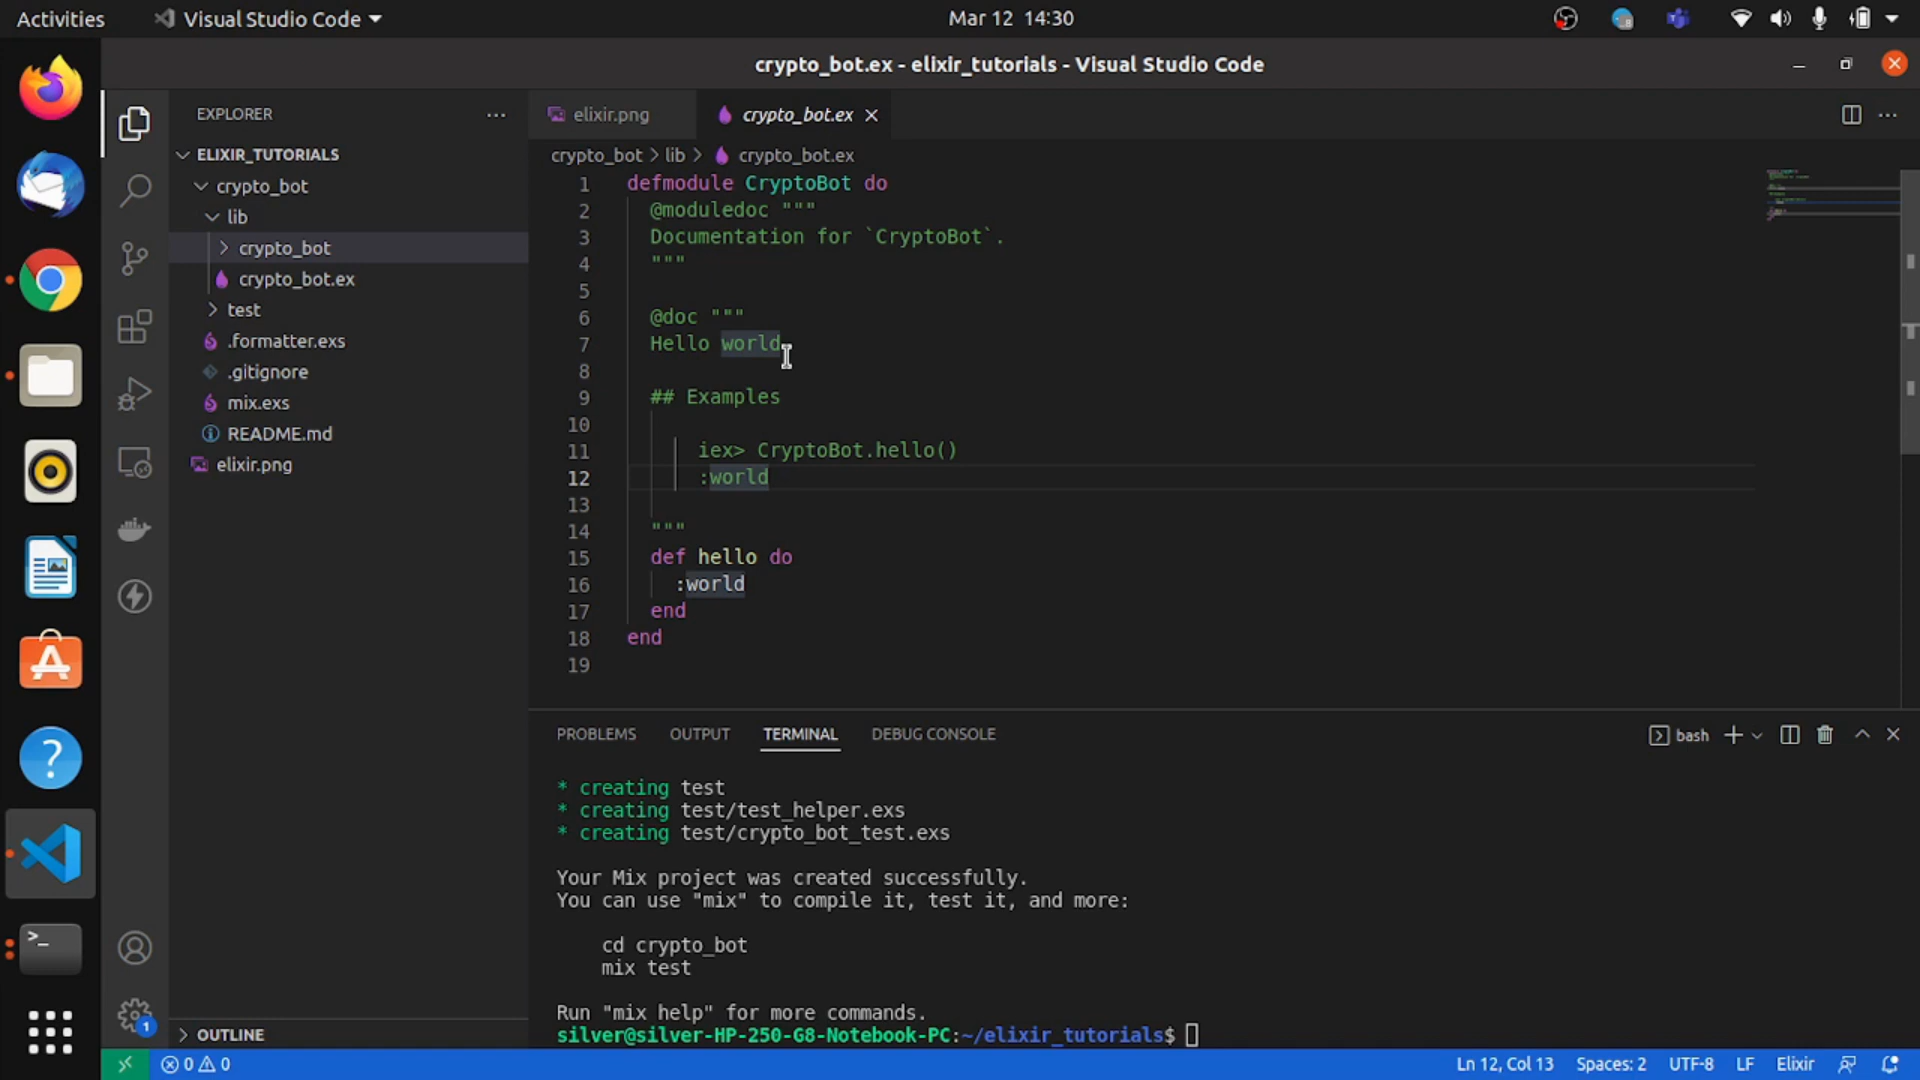 Activities
Visual Studio Code
Mar 12 14:30
crypto_bot.ex - elixir_tutorials - Visual Studio Code
EXPLORER
ELIXIR_TUTORIALS
crypto_bot
lib
crypto_bot
crypto_bot.ex
test
.formatter.exs
.gitignore
mix.exs
README.md
elixir.png
OUTLINE
elixir.png
crypto_bot.ex
crypto_bot > lib > crypto_bot.ex
1 defmodule CryptoBot do
2 @moduledoc """
3 Documentation for `CryptoBot`.
4 """
5
6 @doc """
7 Hello world.
8
9 ## Examples
10
11 iex> CryptoBot.hello()
12 :world
13
14 """
15 def hello do
16 :world
17 end
18 end
19
PROBLEMS OUTPUT TERMINAL DEBUG CONSOLE
bash
* creating test
* creating test/test_helper.exs
* creating test/crypto_bot_test.exs
Your Mix project was created successfully.
You can use "mix" to compile it, test it, and more:
cd crypto_bot
mix test
Run "mix help" for more commands.
silver@silver-HP-250-G8-Notebook-PC:~/elixir_tutorials$
1
0 0
Ln 12, Col 13
Spaces: 2
UTF-8
LF
Elixir